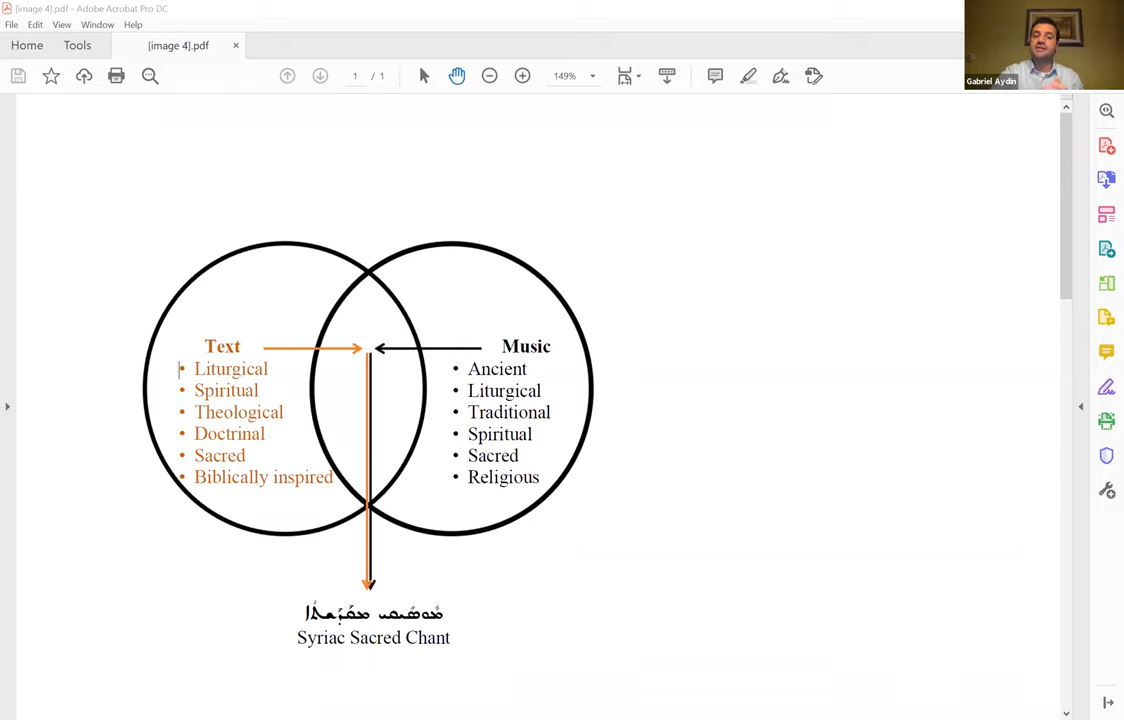 [image 4].pdf - Adobe Acrobat Pro DC
File Edit View Window Help
Home Tools [image 4].pdf ×
1 / 1 149%
Gabriel Aydin
Text
• Liturgical
• Spiritual
• Theological
• Doctrinal
• Sacred
• Biblically inspired
Music
• Ancient
• Liturgical
• Traditional
• Spiritual
• Sacred
• Religious
ܡܘܣܝܩܝ ܡܩܕܫܬܐ
Syriac Sacred Chant